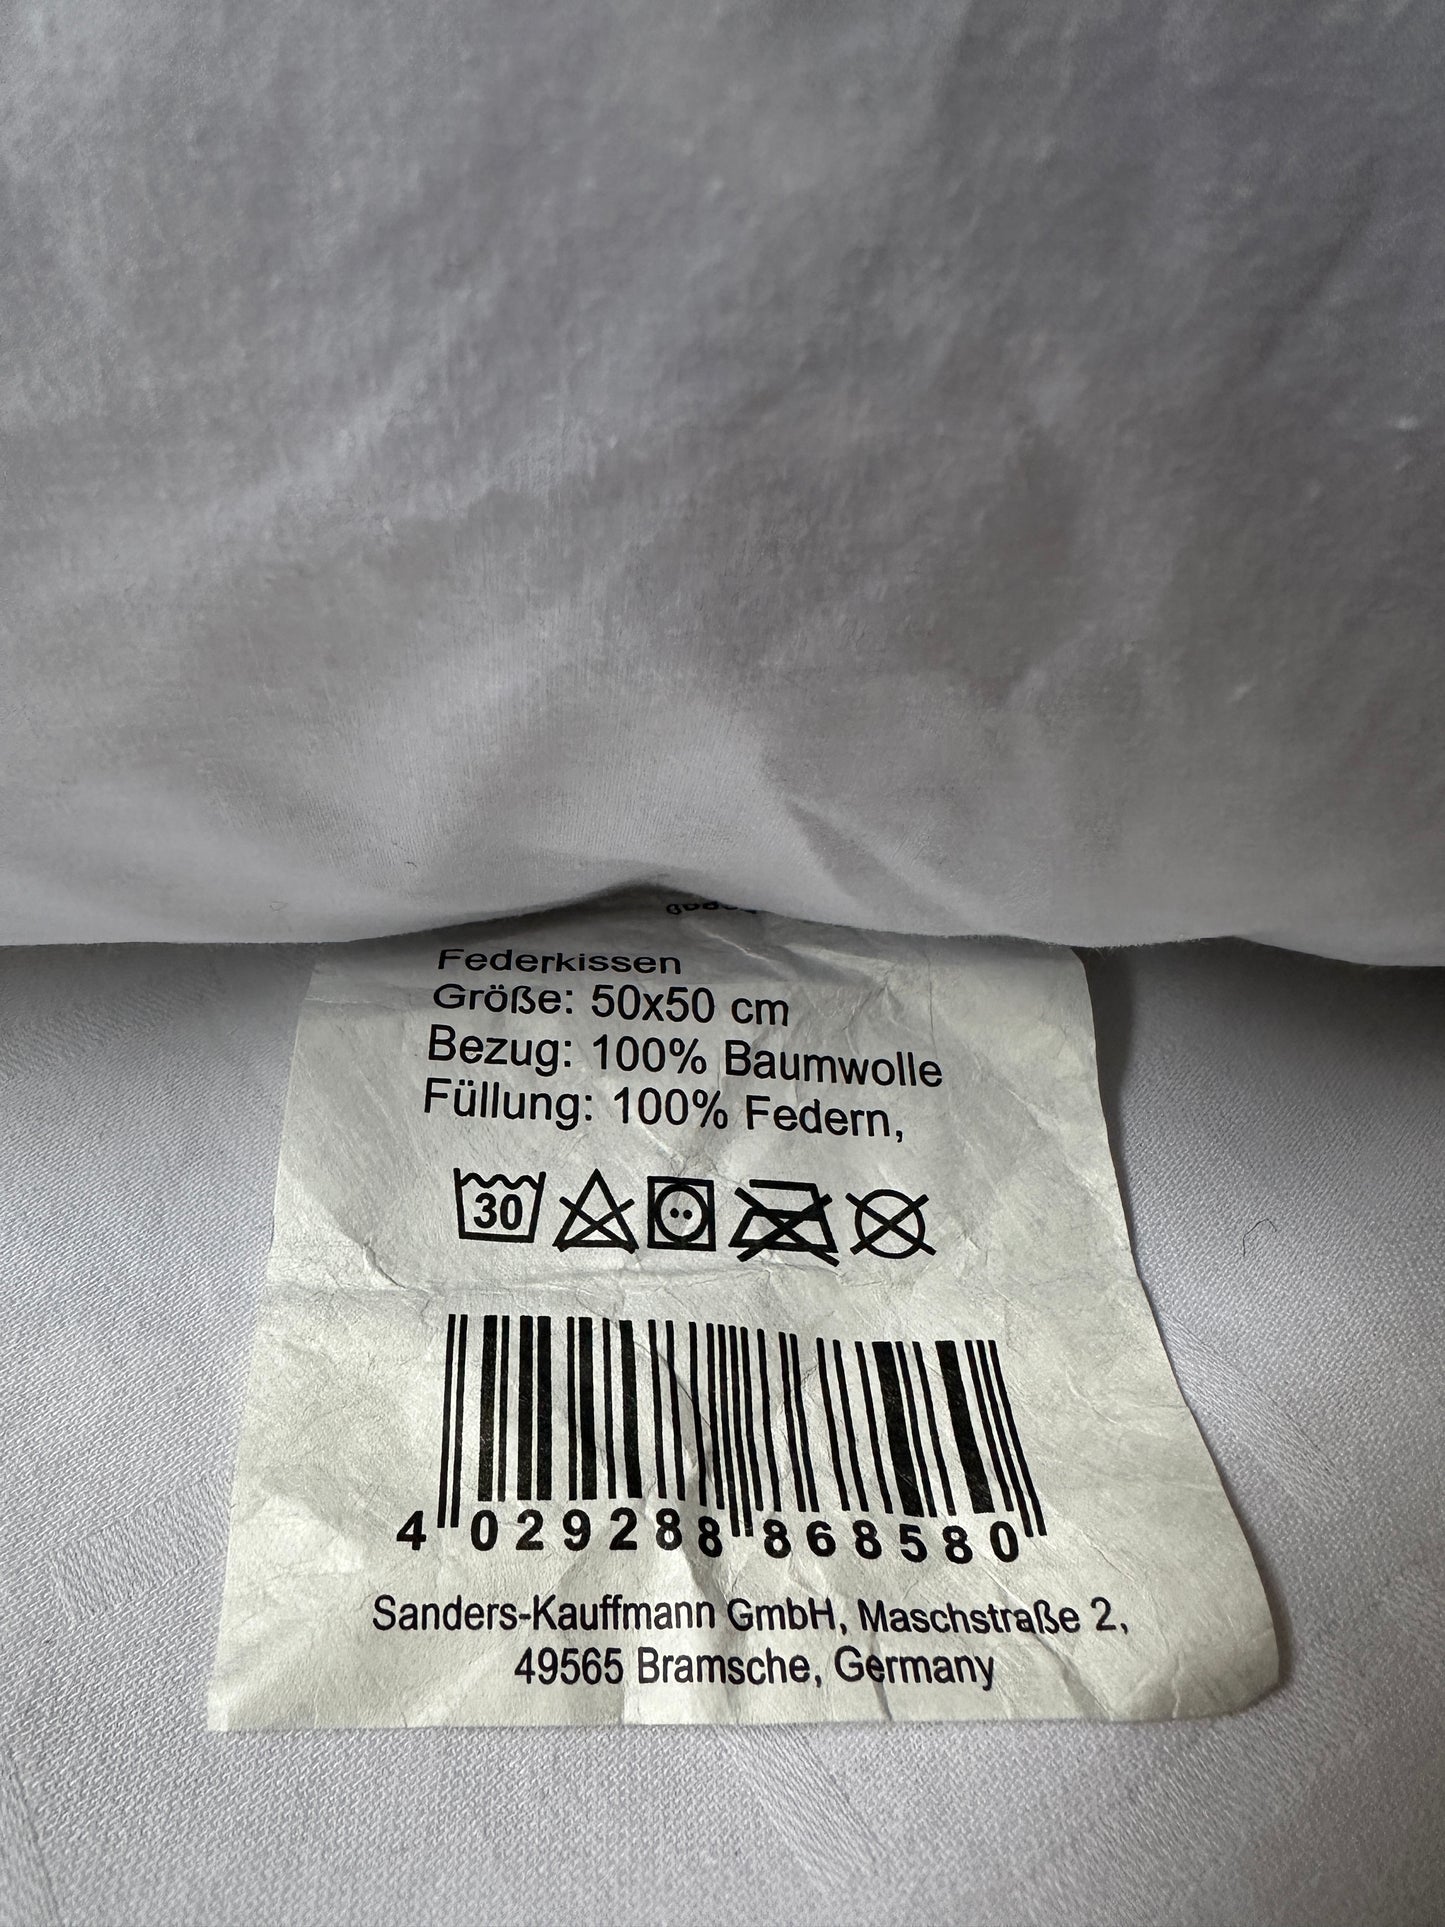 Federkissen
Größe: 50x50 cm
Bezug: 100% Baumwolle
Füllung: 100% Federn,
30
4 029288 868580
Sanders-Kauffmann GmbH, Maschstraße 2,
49565 Bramsche, Germany